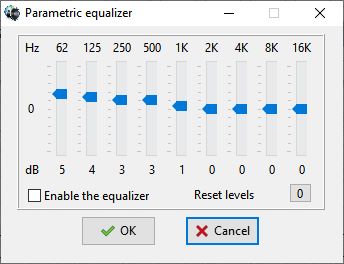 Parametric equalizer
Hz 62 125 250 500 1K 2K 4K 8K 16K
0
dB 5 4 3 3 1 0 0 0 0
Enable the equalizer Reset levels 0
OK Cancel